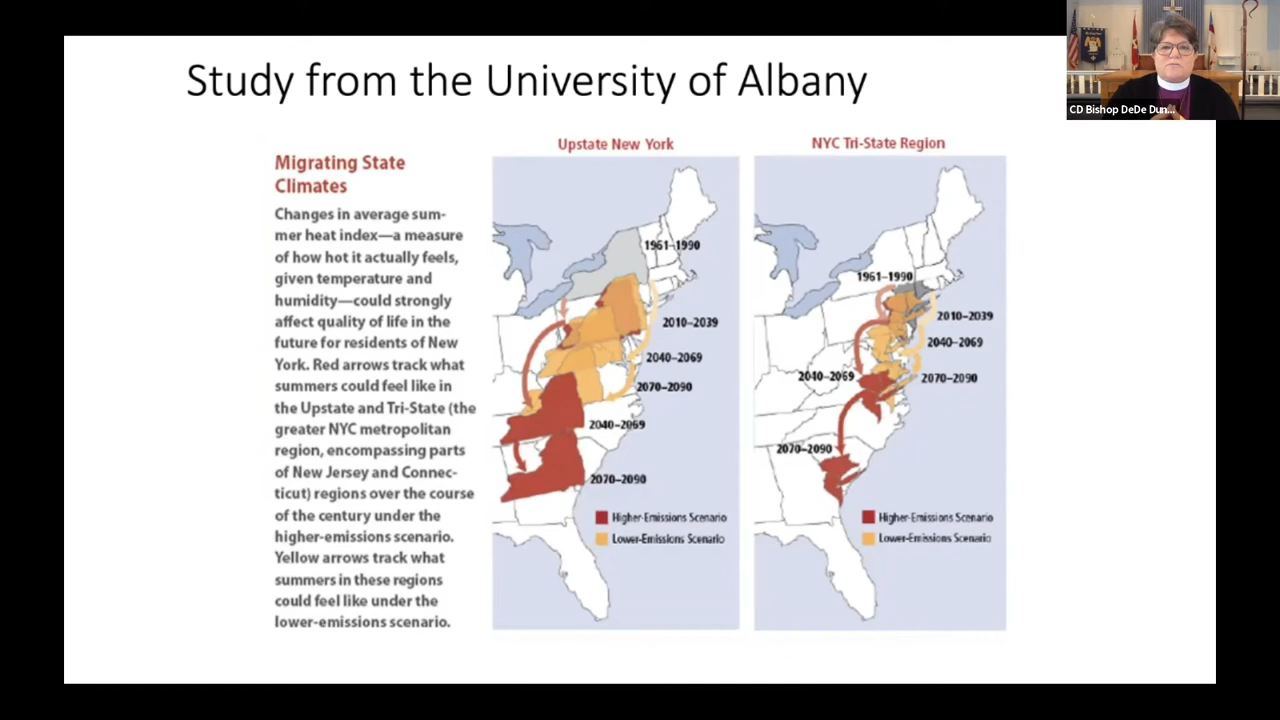 Study from the University of Albany
CD Bishop DeDe Dun...
Migrating State
Climates
Changes in average sum-
mer heat index—a measure
of how hot it actually feels,
given temperature and
humidity—could strongly
affect quality of life in the
future for residents of New
York. Red arrows track what
summers could feel like in
the Upstate and Tri-State (the
greater NYC metropolitan
region, encompassing parts
of New Jersey and Connec-
ticut) regions over the course
of the century under the
higher-emissions scenario.
Yellow arrows track what
summers in these regions
could feel like under the
lower-emissions scenario.
Upstate New York
1961–1990
2010–2039
2040–2069
2070–2090
2040–2069
2070–2090
Higher-Emissions Scenario
Lower-Emissions Scenario
NYC Tri-State Region
1961–1990
2010–2039
2040–2069
2040–2069
2070–2090
2070–2090
Higher-Emissions Scenario
Lower-Emissions Scenario